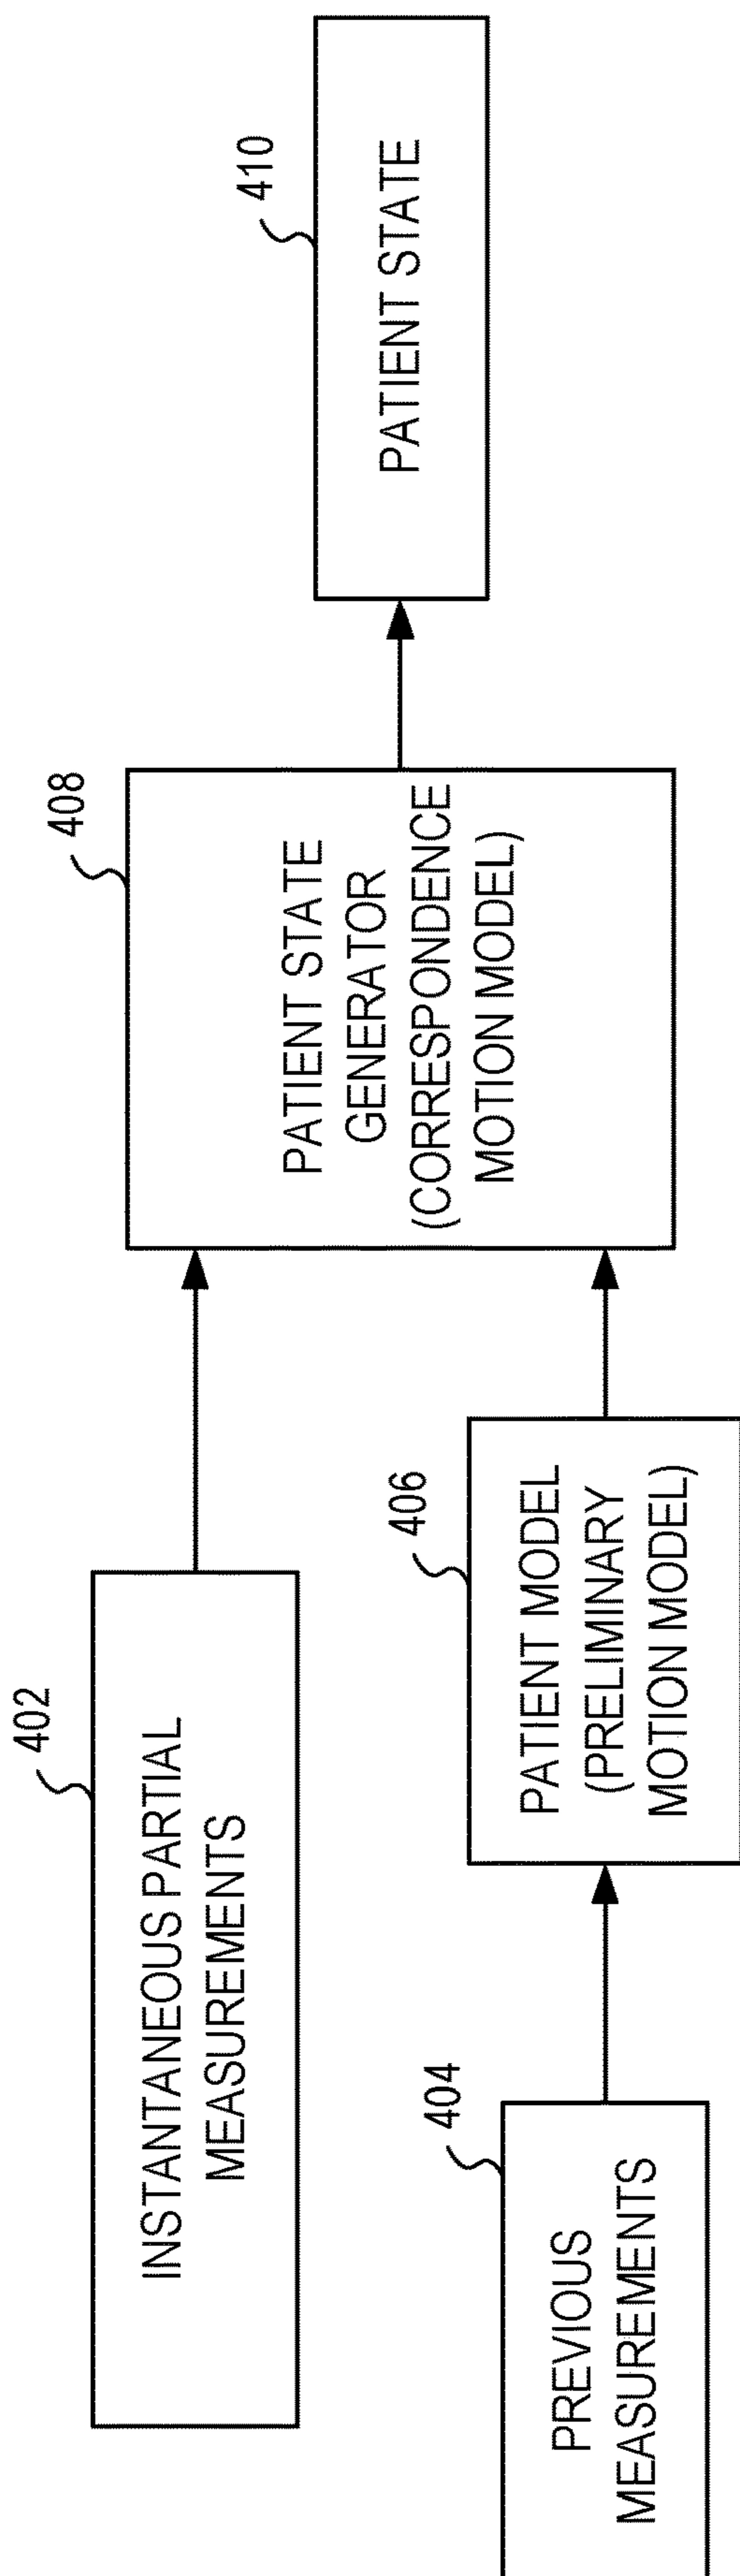 402
INSTANTANEOUS PARTIAL
MEASUREMENTS
404
PREVIOUS
MEASUREMENTS
406
PATIENT MODEL
(PRELIMINARY
MOTION MODEL)
408
PATIENT STATE
GENERATOR
(CORRESPONDENCE
MOTION MODEL)
410
PATIENT STATE